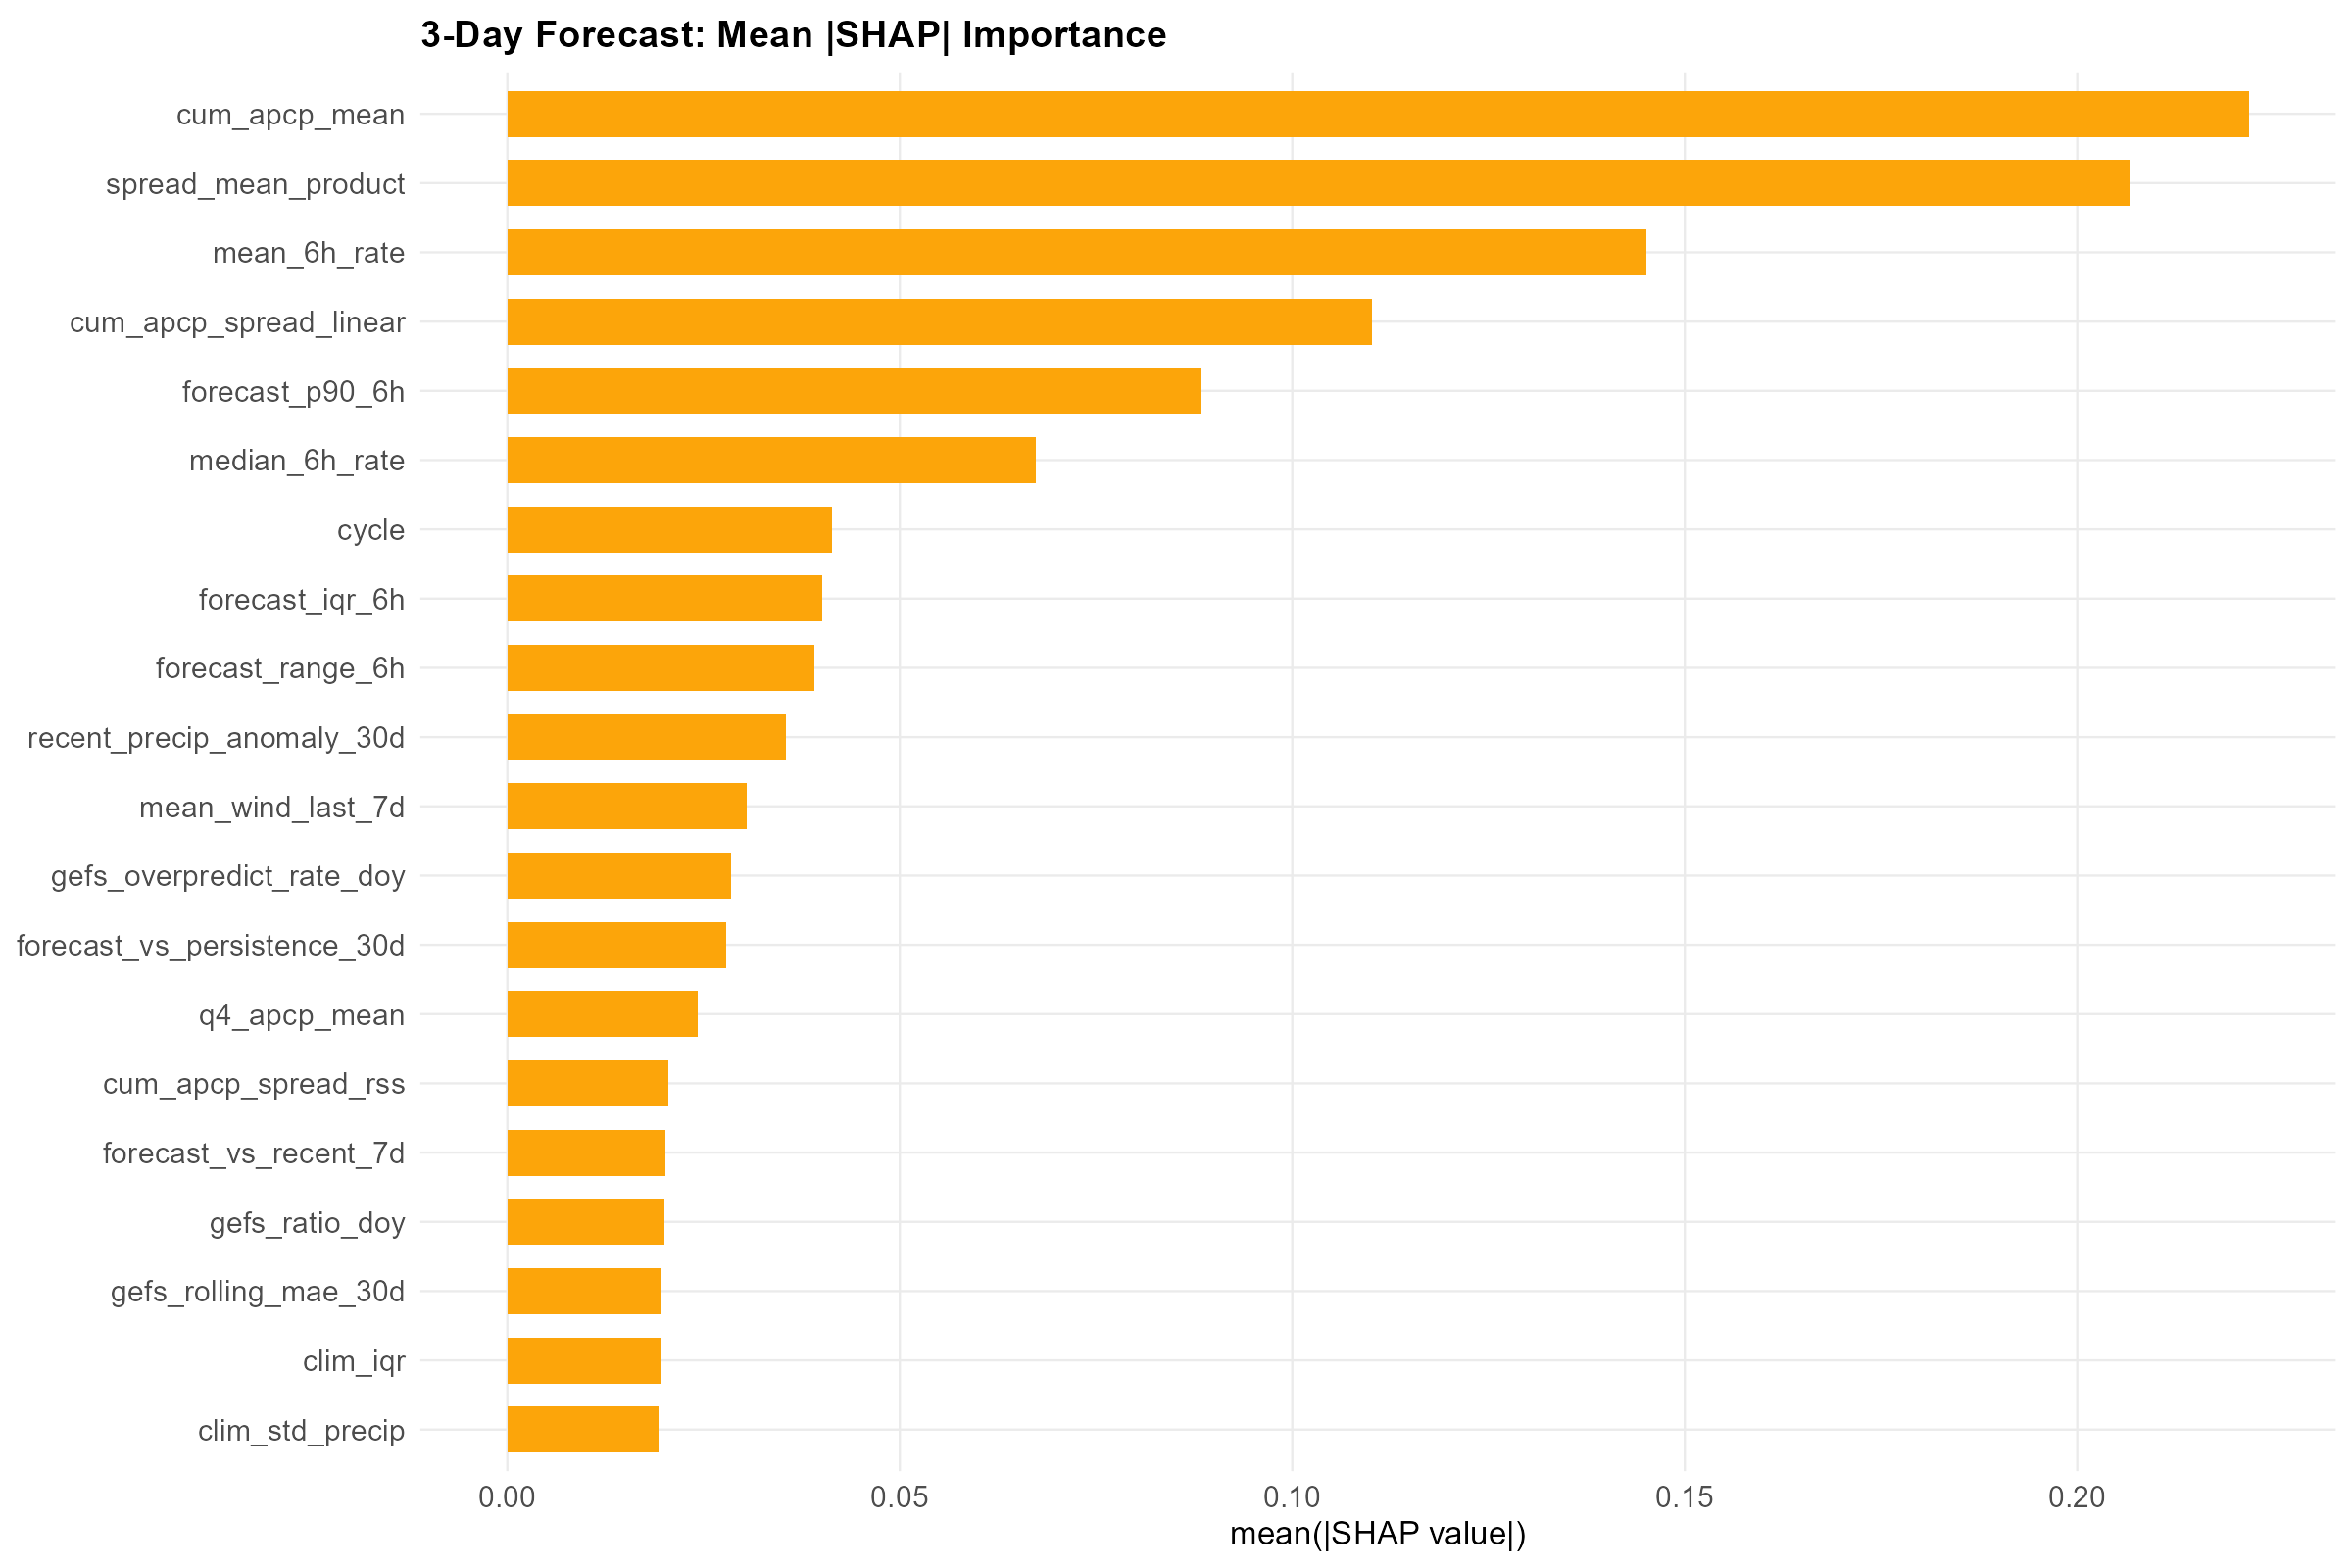 3-Day Forecast: Mean |SHAP| Importance
cum_apcp_mean
spread_mean_product
mean_6h_rate
cum_apcp_spread_linear
forecast_p90_6h
median_6h_rate
cycle
forecast_iqr_6h
forecast_range_6h
recent_precip_anomaly_30d
mean_wind_last_7d
gefs_overpredict_rate_doy
forecast_vs_persistence_30d
q4_apcp_mean
cum_apcp_spread_rss
forecast_vs_recent_7d
gefs_ratio_doy
gefs_rolling_mae_30d
clim_iqr
clim_std_precip
0.00 0.05 0.10 0.15 0.20
mean(|SHAP value|)